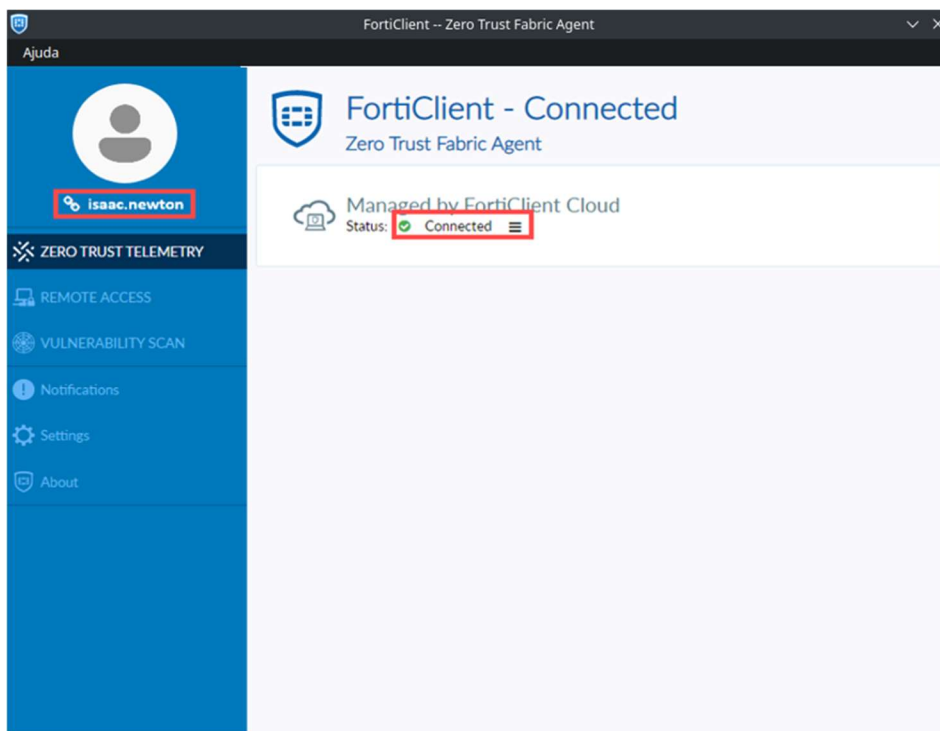 FortiClient -- Zero Trust Fabric Agent
Ajuda
isaac.newton
ZERO TRUST TELEMETRY
REMOTE ACCESS
VULNERABILITY SCAN
Notifications
Settings
About
FortiClient - Connected
Zero Trust Fabric Agent
Managed by FortiClient Cloud
Status: Connected